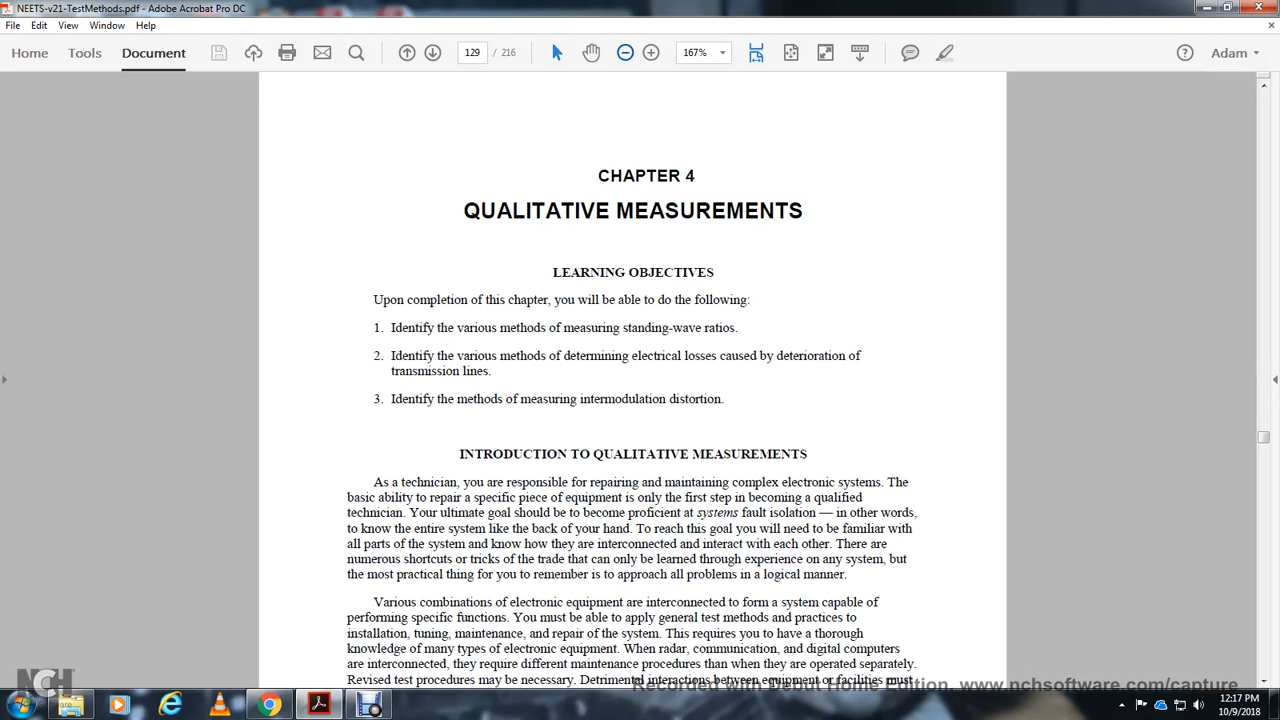 NEETS-v21-TestMethods.pdf - Adobe Acrobat Pro DC
File Edit View Window Help
Home Tools Document 129 / 216 167% Adam
CHAPTER 4
QUALITATIVE MEASUREMENTS
LEARNING OBJECTIVES
Upon completion of this chapter, you will be able to do the following:
1. Identify the various methods of measuring standing-wave ratios.
2. Identify the various methods of determining electrical losses caused by deterioration of
transmission lines.
3. Identify the methods of measuring intermodulation distortion.
INTRODUCTION TO QUALITATIVE MEASUREMENTS
As a technician, you are responsible for repairing and maintaining complex electronic systems. The
basic ability to repair a specific piece of equipment is only the first step in becoming a qualified
technician. Your ultimate goal should be to become proficient at systems fault isolation — in other words,
to know the entire system like the back of your hand. To reach this goal you will need to be familiar with
all parts of the system and know how they are interconnected and interact with each other. There are
numerous shortcuts or tricks of the trade that can only be learned through experience on any system, but
the most practical thing for you to remember is to approach all problems in a logical manner.
Various combinations of electronic equipment are interconnected to form a system capable of
performing specific functions. You must be able to apply general test methods and practices to
installation, tuning, maintenance, and repair of the system. This requires you to have a thorough
knowledge of many types of electronic equipment. When radar, communication, and digital computers
are interconnected, they require different maintenance procedures than when they are operated separately.
Revised test procedures may be necessary. Detrimental interactions between equipment or facilities must
Recorded with Debut Home Edition. www.nchsoftware.com/capture
NCH
12:17 PM
10/9/2018